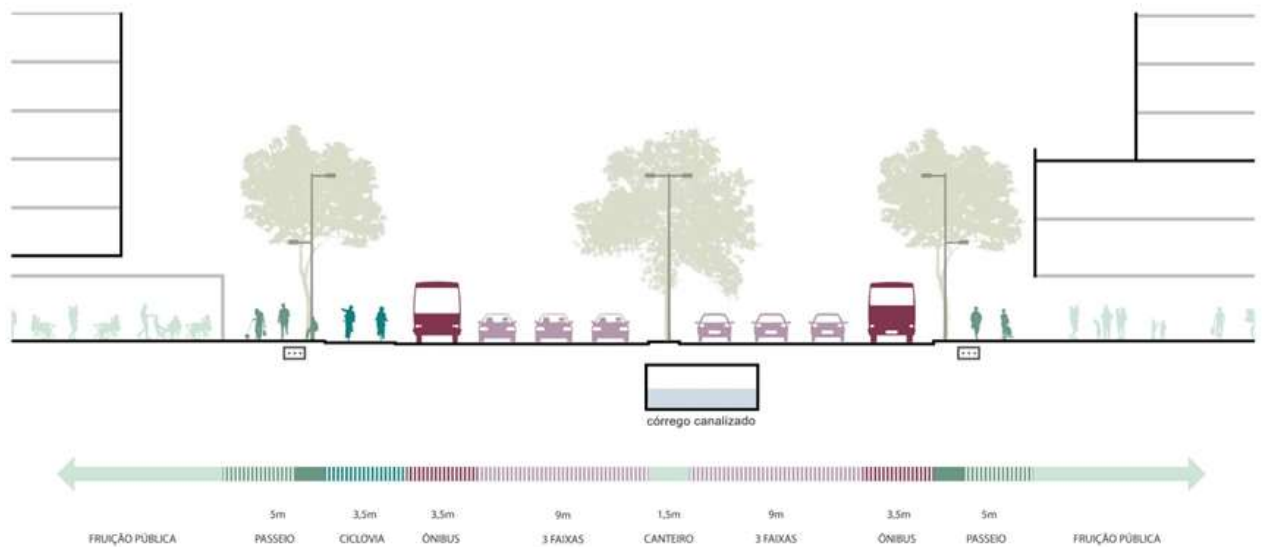 córrego canalizado
5m 3,5m 3,5m 9m 1,5m 9m 3,5m 5m
FRUIÇÃO PÚBLICA PASSEIO CICLOVIA ÔNIBUS 3 FAIXAS CANTEIRO 3 FAIXAS ÔNIBUS PASSEIO FRUIÇÃO PÚBLICA